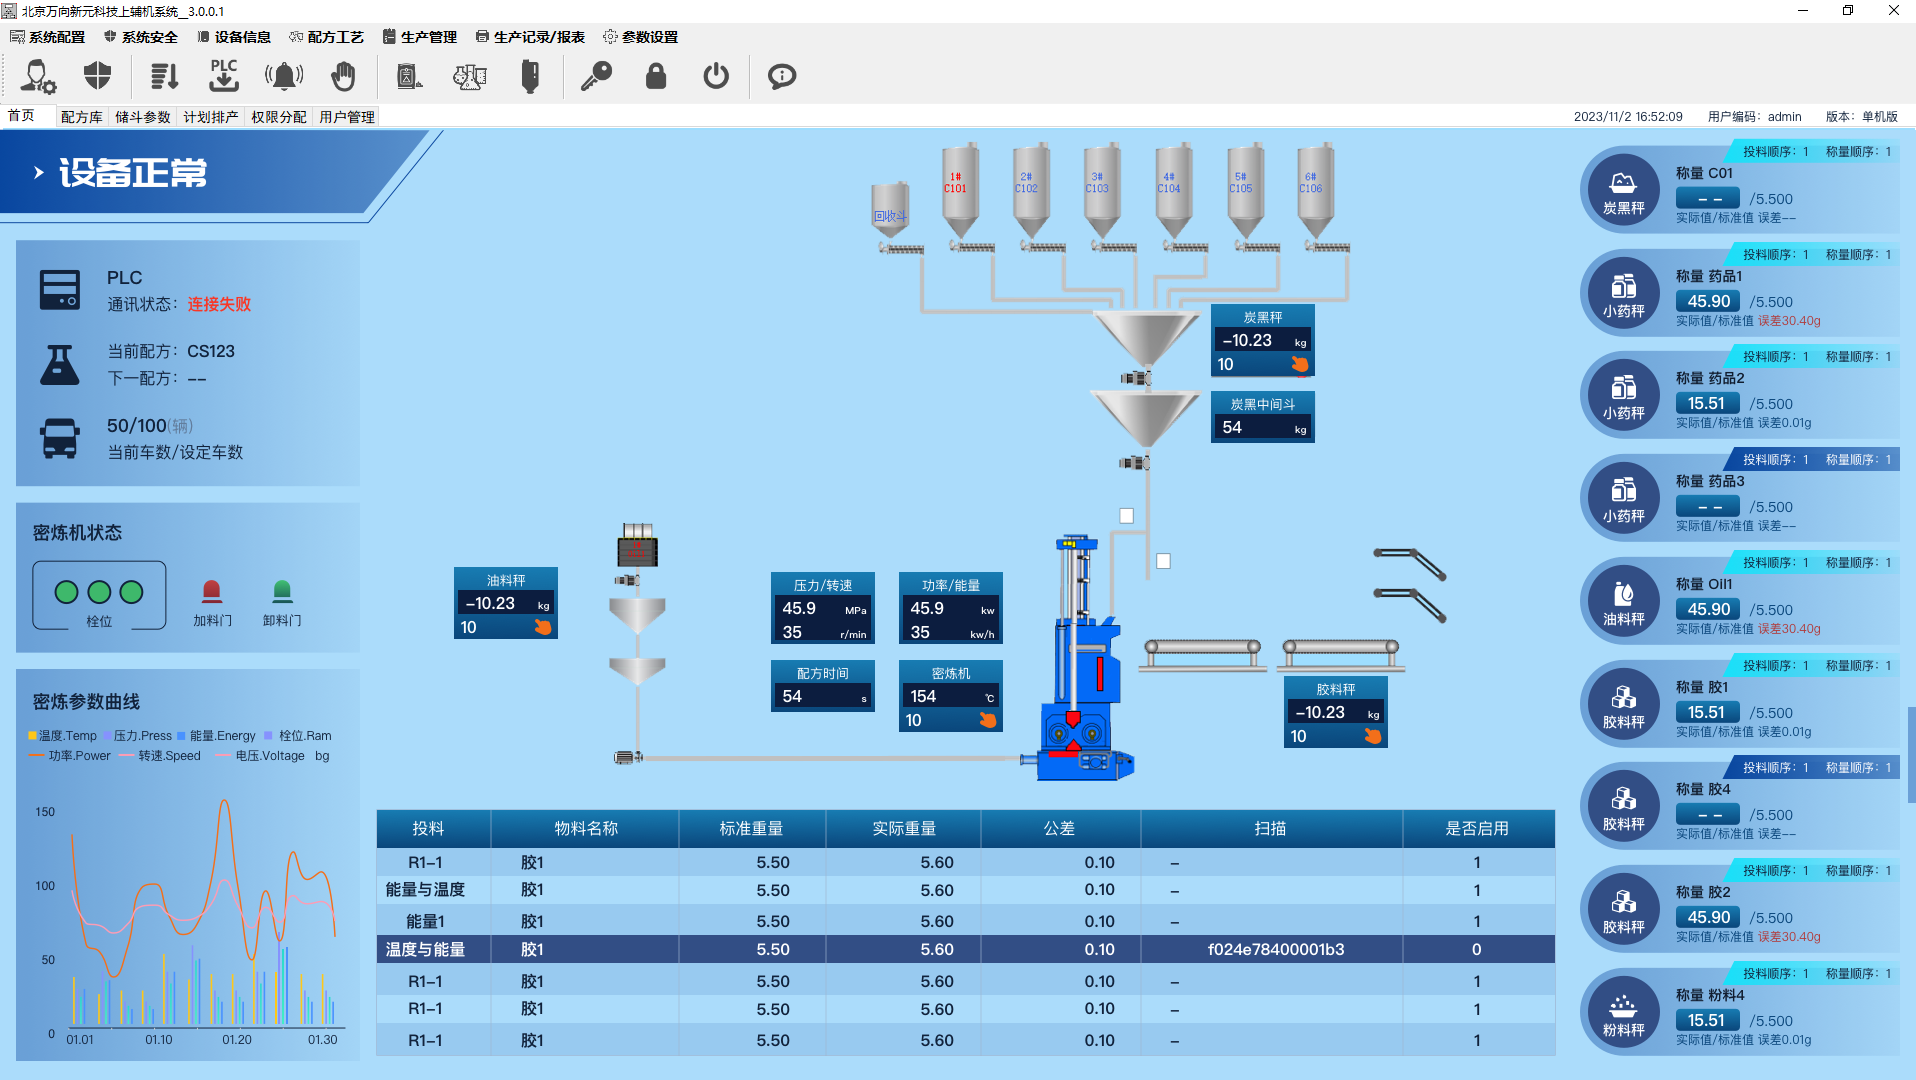 北京万向新元科技上辅机系统__3.0.0.1
系统配置 系统安全 设备信息 配方工艺 生产管理 生产记录/报表 参数设置
PLC
首页 配方库 储斗参数 计划排产 权限分配 用户管理
2023/11/2 16:52:09 用户编码：admin 版本：单机版
设备正常
PLC
通讯状态：连接失败
当前配方：CS123
下一配方：--
50/100(辆)
当前车数/设定车数
密炼机状态
栓位 加料门 卸料门
密炼参数曲线
温度.Temp 压力.Press 能量.Energy 栓位.Ram
功率.Power 转速.Speed 电压.Voltage bg
150
100
50
0
01.01 01.10 01.20 01.30
回收斗
1#
C101
2#
C102
3#
C103
4#
C104
5#
C105
6#
C106
炭黑秤
-10.23 kg
10
炭黑中间斗
54 kg
油料秤
-10.23 kg
10
压力/转速
45.9 MPa
35 r/min
功率/能量
45.9 kw
35 kw/h
配方时间
54 s
密炼机
154 ℃
10
胶料秤
-10.23 kg
10
投料 物料名称 标准重量 实际重量 公差 扫描 是否启用
R1-1 胶1 5.50 5.60 0.10 - 1
能量与温度 胶1 5.50 5.60 0.10 - 1
能量1 胶1 5.50 5.60 0.10 - 1
温度与能量 胶1 5.50 5.60 0.10 f024e78400001b3 0
R1-1 胶1 5.50 5.60 0.10 - 1
R1-1 胶1 5.50 5.60 0.10 - 1
R1-1 胶1 5.50 5.60 0.10 - 1
投料顺序：1 称量顺序：1
炭黑秤
称量 C01
-- /5.500
实际值/标准值 误差--
投料顺序：1 称量顺序：1
小药秤
称量 药品1
45.90 /5.500
实际值/标准值 误差30.40g
投料顺序：1 称量顺序：1
小药秤
称量 药品2
15.51 /5.500
实际值/标准值 误差0.01g
投料顺序：1 称量顺序：1
小药秤
称量 药品3
-- /5.500
实际值/标准值 误差--
投料顺序：1 称量顺序：1
油料秤
称量 Oil1
45.90 /5.500
实际值/标准值 误差30.40g
投料顺序：1 称量顺序：1
胶料秤
称量 胶1
15.51 /5.500
实际值/标准值 误差0.01g
投料顺序：1 称量顺序：1
胶料秤
称量 胶4
-- /5.500
实际值/标准值 误差--
投料顺序：1 称量顺序：1
胶料秤
称量 胶2
45.90 /5.500
实际值/标准值 误差30.40g
投料顺序：1 称量顺序：1
粉料秤
称量 粉料4
15.51 /5.500
实际值/标准值 误差0.01g